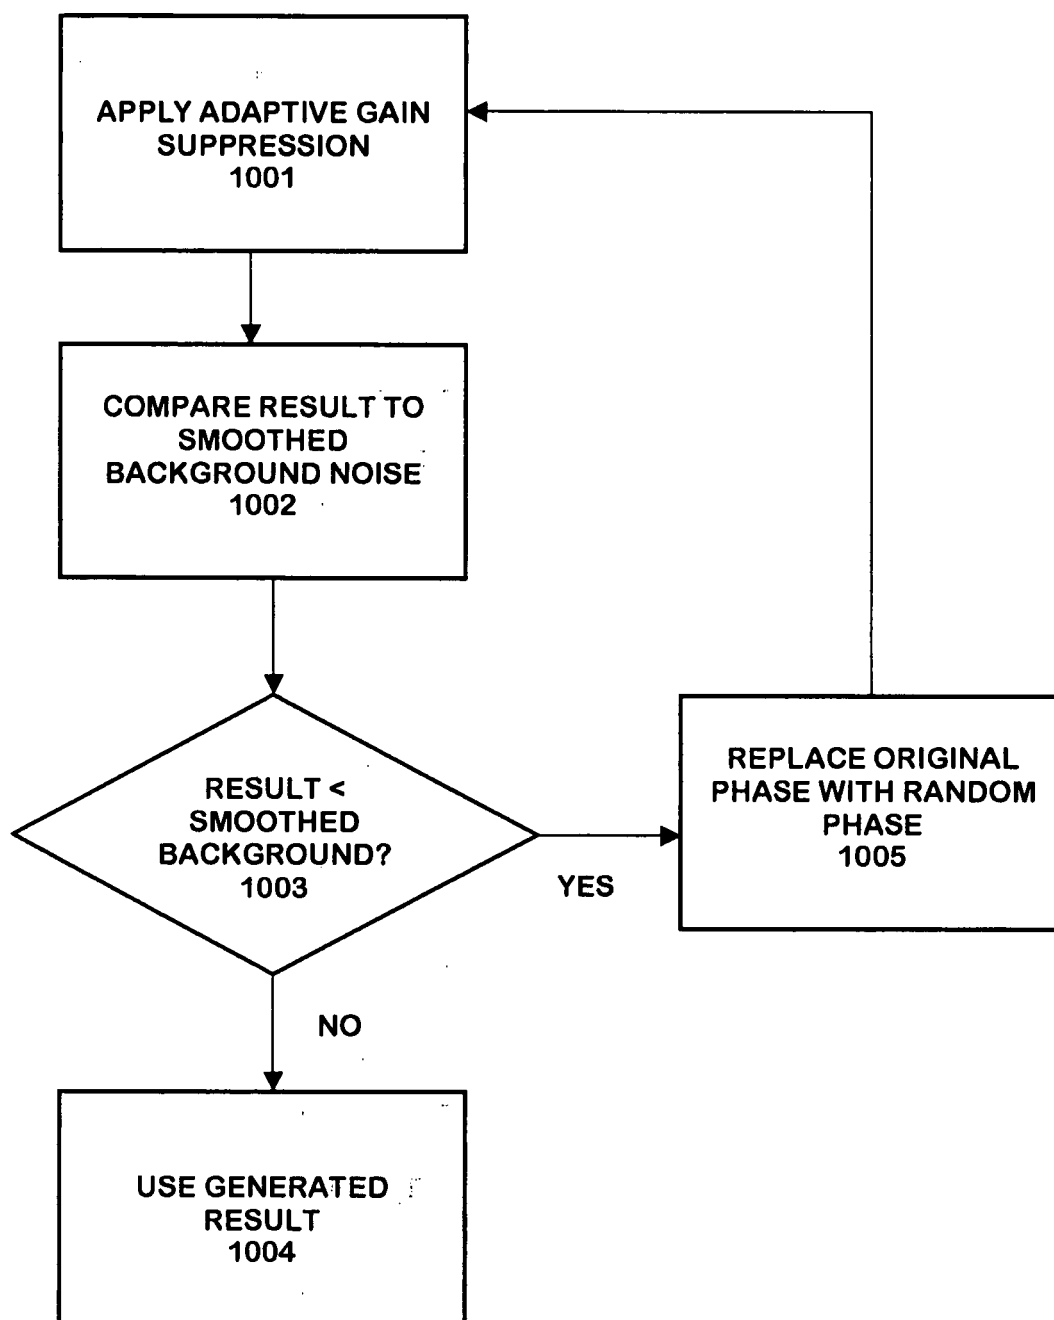 APPLY ADAPTIVE GAIN
SUPPRESSION
1001
COMPARE RESULT TO
SMOOTHED
BACKGROUND NOISE
1002
RESULT <
SMOOTHED
BACKGROUND?
1003
YES
REPLACE ORIGINAL
PHASE WITH RANDOM
PHASE
1005
NO
USE GENERATED
RESULT
1004